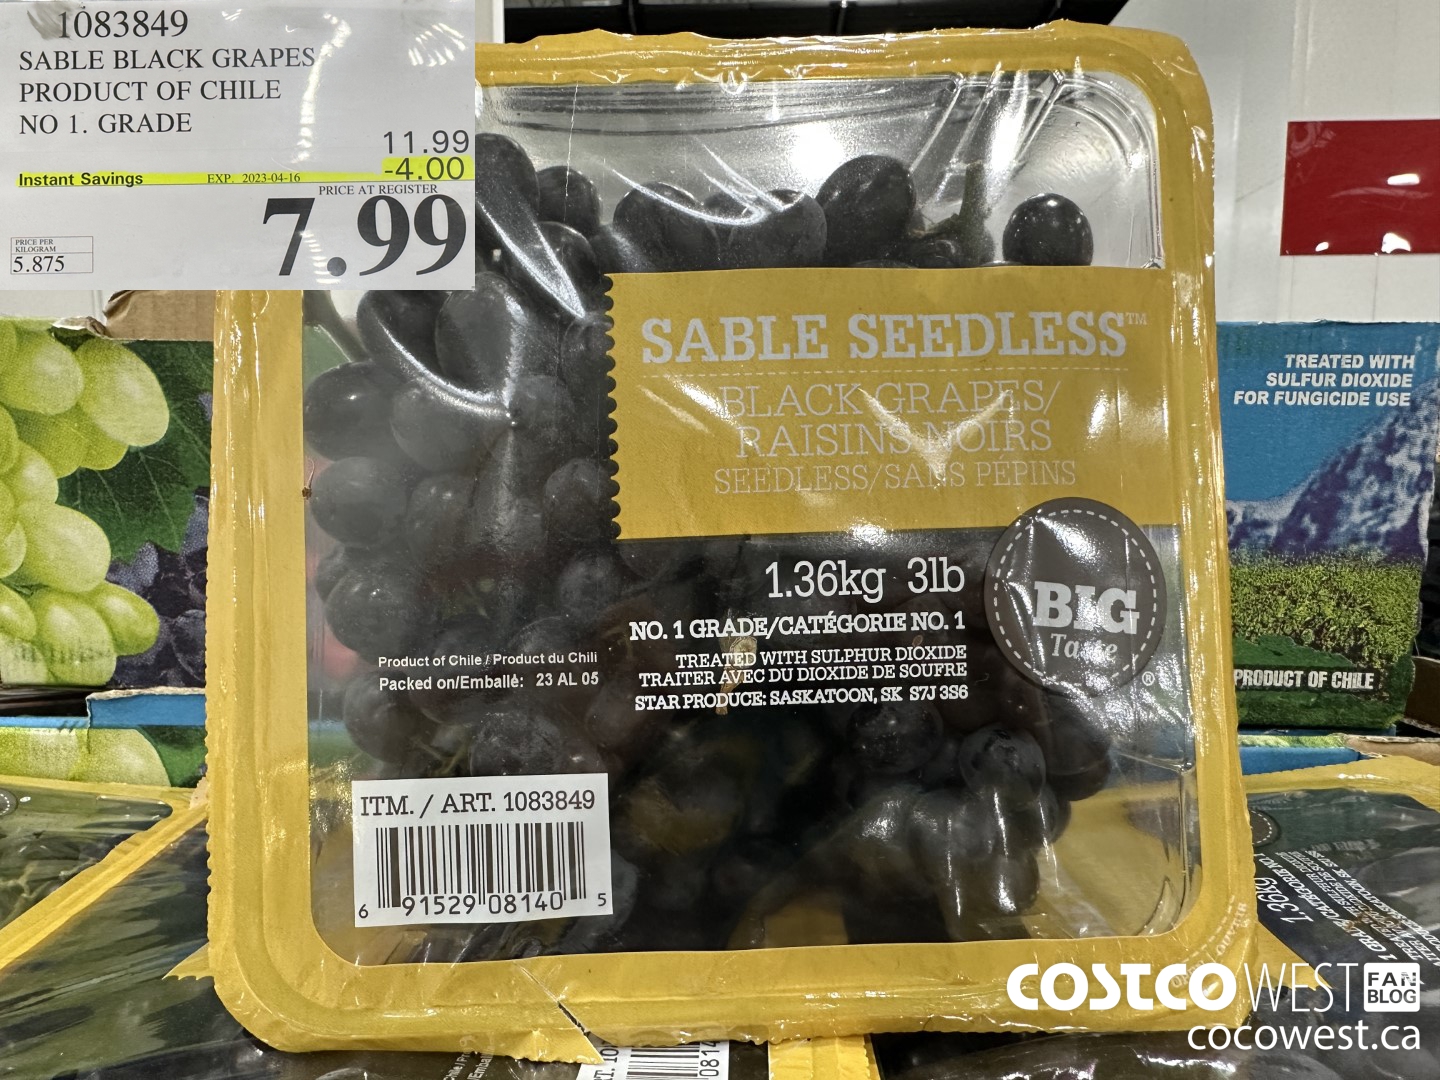 1083849
SABLE BLACK GRAPES
PRODUCT OF CHILE
NO 1. GRADE
11.99
-4.00
Instant Savings EXP. 2023-04-16
PRICE AT REGISTER
7.99
PRICE PER
KILOGRAM
5.875
SABLE SEEDLESS™
BLACK GRAPES/
RAISINS NOIRS
SEEDLESS/SANS PÉPINS
1.36kg 3lb
NO. 1 GRADE/CATÉGORIE NO. 1
TREATED WITH SULPHUR DIOXIDE
TRAITER AVEC DU DIOXIDE DE SOUFRE
STAR PRODUCE: SASKATOON, SK S7J 3S6
BIG
Taste
®
Product of Chile / Product du Chili
Packed on/Emballé: 23 AL 05
ITM. / ART. 1083849
6 91529 08140 5
TREATED WITH
SULFUR DIOXIDE
FOR FUNGICIDE USE
PRODUCT OF CHILE
1.36kg
COSTCO WEST FAN BLOG
cocowest.ca